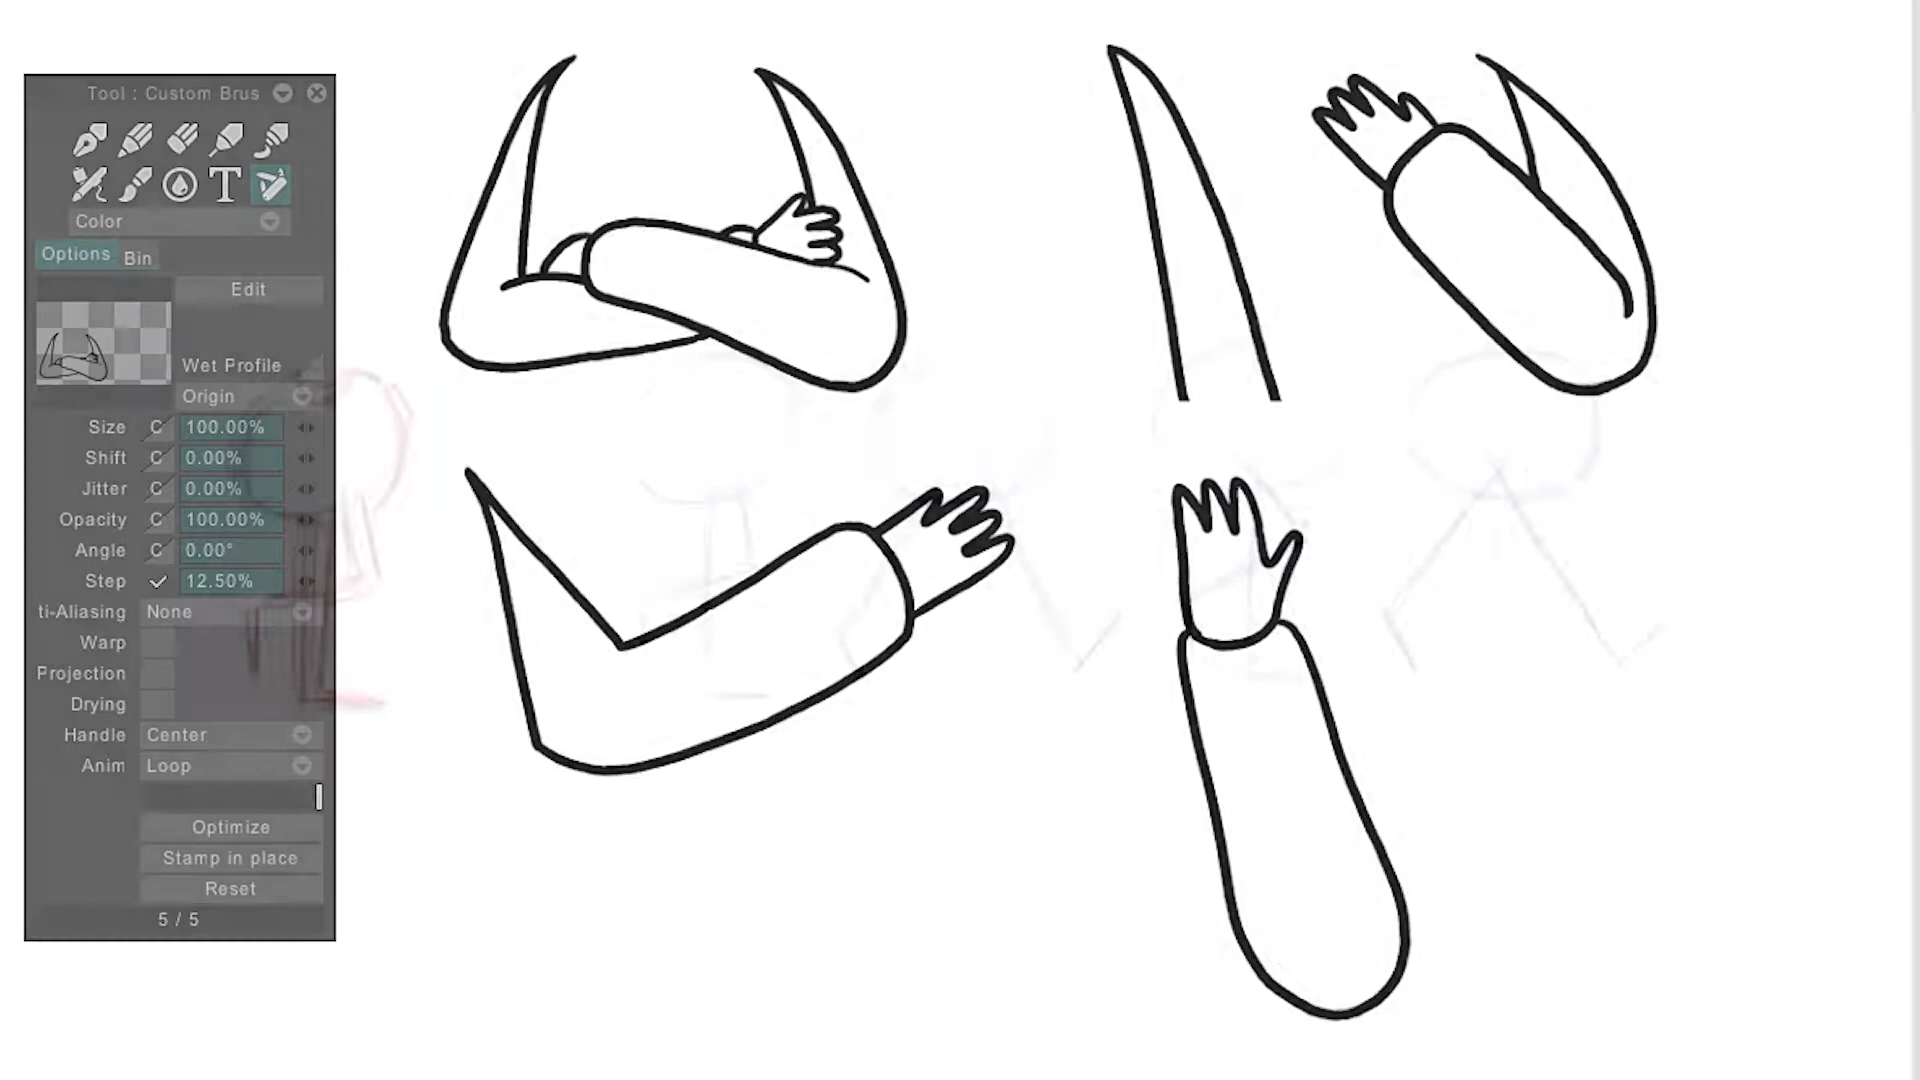 Tool : Custom Brus
T
Color
Options Bin
Edit
Wet Profile
Origin
Size C 100.00%
Shift C 0.00%
Jitter C 0.00%
Opacity C 100.00%
Angle C 0.00°
Step 12.50%
ti-Aliasing None
Warp
Projection
Drying
Handle Center
Anim Loop
Optimize
Stamp in place
Reset
5 / 5